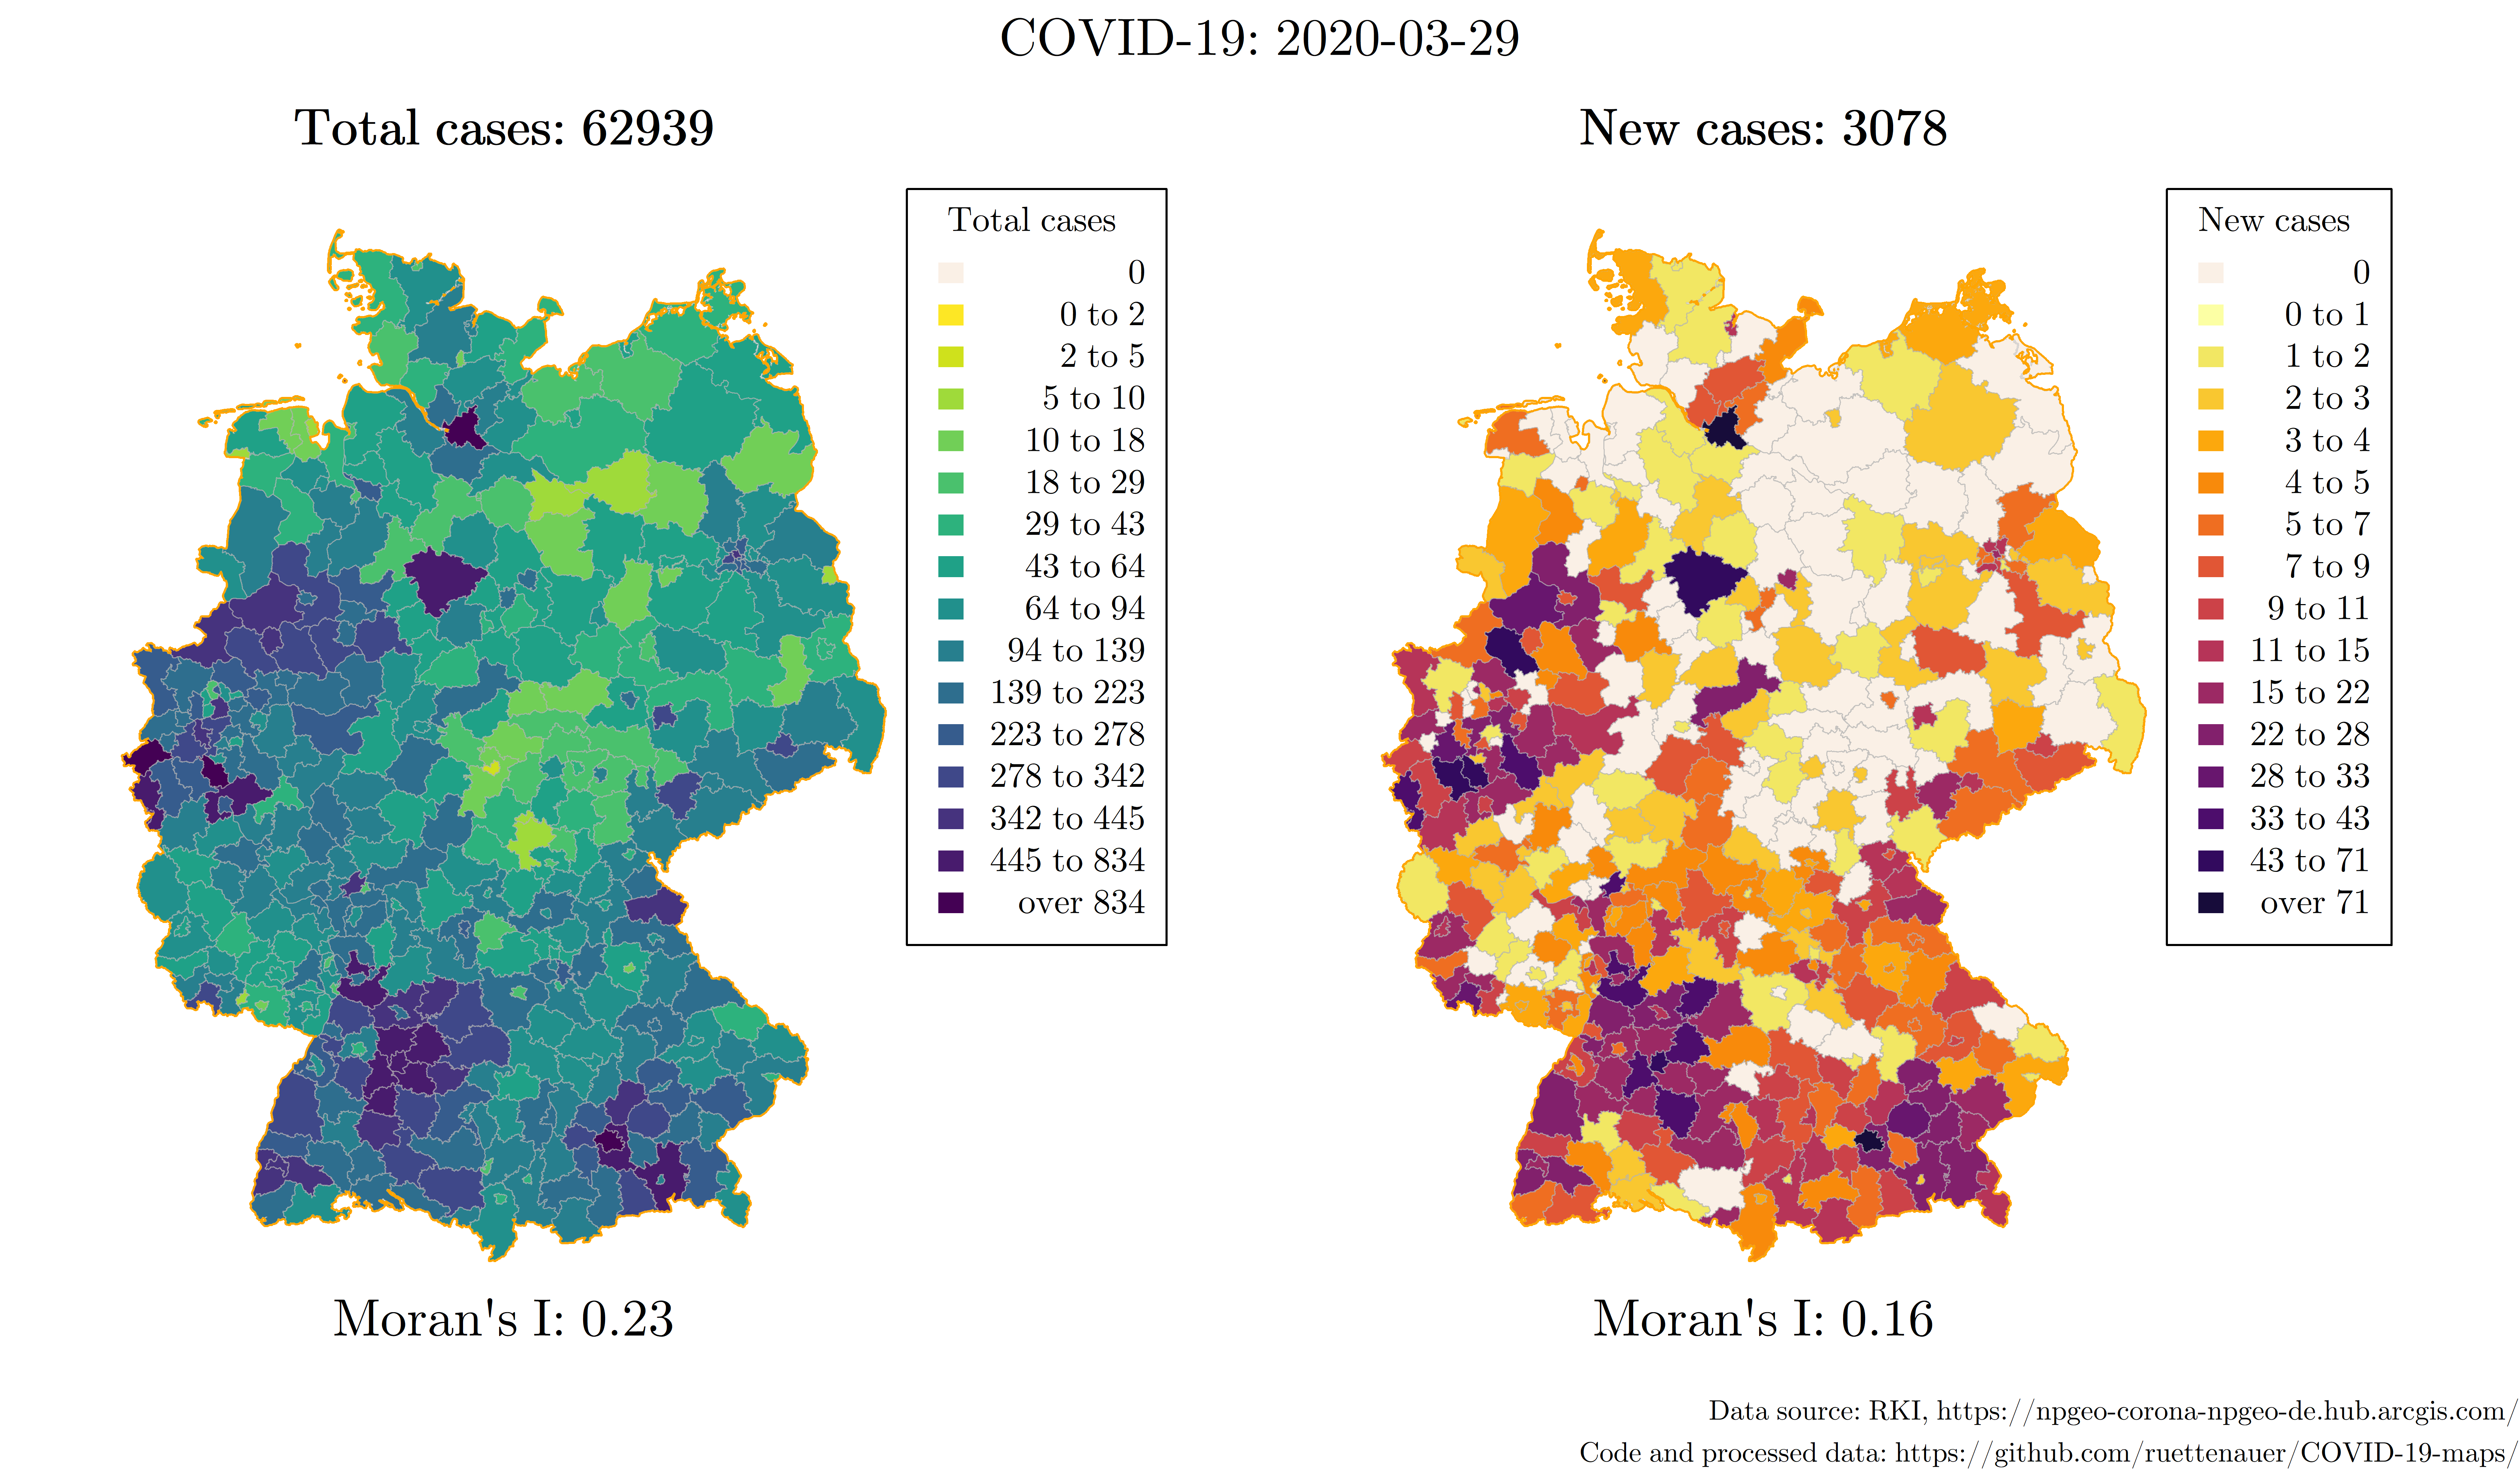 COVID-19: 2020-03-29
Total cases: 62939
Total cases
0
0 to 2
2 to 5
5 to 10
10 to 18
18 to 29
29 to 43
43 to 64
64 to 94
94 to 139
139 to 223
223 to 278
278 to 342
342 to 445
445 to 834
over 834
Moran's I: 0.23
New cases: 3078
New cases
0
0 to 1
1 to 2
2 to 3
3 to 4
4 to 5
5 to 7
7 to 9
9 to 11
11 to 15
15 to 22
22 to 28
28 to 33
33 to 43
43 to 71
over 71
Moran's I: 0.16
Data source: RKI, https://npgeo-corona-npgeo-de.hub.arcgis.com/
Code and processed data: https://github.com/ruettenauer/COVID-19-maps/